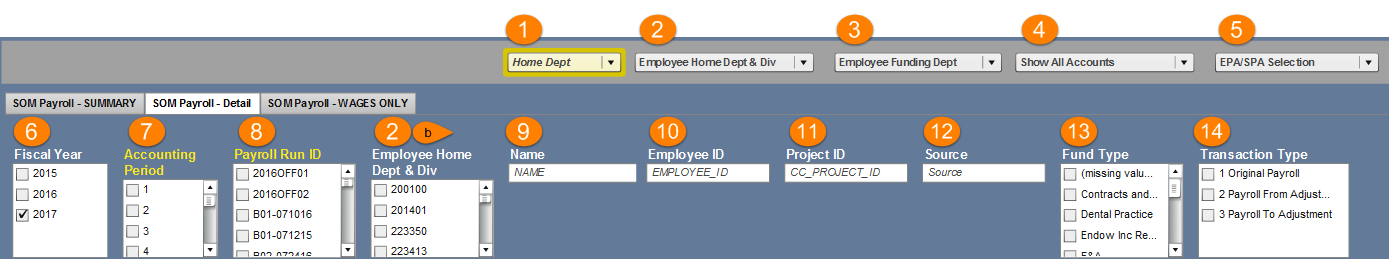 1 2 3 4 5
Home Dept Employee Home Dept & Div Employee Funding Dept Show All Accounts EPA/SPA Selection
SOM Payroll - SUMMARY SOM Payroll - Detail SOM Payroll - WAGES ONLY
6 7 8 2 b 9 10 11 12 13 14
Fiscal Year
2015
2016
2017
Accounting
Period
1
2
3
4
Payroll Run ID
2016OFF01
2016OFF02
B01-071016
B01-071215
B02-072416
Employee Home
Dept & Div
200100
201401
223350
223413
Name
NAME
Employee ID
EMPLOYEE_ID
Project ID
CC_PROJECT_ID
Source
Source
Fund Type
(missing valu...
Contracts and...
Dental Practice
Endow Inc Re...
F&A
Transaction Type
1 Original Payroll
2 Payroll From Adjust...
3 Payroll To Adjustment